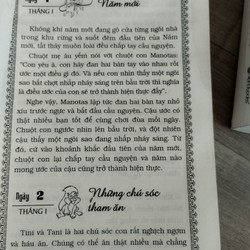 Năm mới
THÁNG 1
Không khí năm mới đang gõ cửa từng ngôi nhà
trong khu rừng và suốt đêm đầu tiên của Năm
mới, tất thảy muôn loài đều chắp tay cầu nguyện.
Chuột mẹ âu yếm nói với chuột con Manotas:
"Con yêu à, con hãy đan hai bàn tay vào nhau rồi
ước một điều gì đó. Và nếu con nhìn thấy một ngôi
sao bất chợt nhấp nháy sáng trên bầu trời thì nghĩa
là điều ước của con sẽ trở thành hiện thực đấy."
Nghe vậy, Manotas lập tức đan hai bàn tay nhỏ
xíu trước ngực và bắt đầu cầu nguyện. Cậu ước có
thật nhiều bạn tuyệt để cùng chơi đùa mỗi ngày.
Chuột con ngước nhìn lên bầu trời, và đột nhiên
cậu thấy một ngôi sao đang nhấp nháy sáng. Từ
đó, cứ vào khoảnh khắc đầu tiên của năm mới,
chuột con lại chắp tay cầu nguyện và năm nào
mong ước của cậu cũng trở thành hiện thực.
Ngày 2
THÁNG 1
Những chú sóc
tham ăn
Tini và Tani là hai chú sóc con rất nghịch ngợm
và háu ăn. Chúng có thể ăn thật nhiều mà chẳng